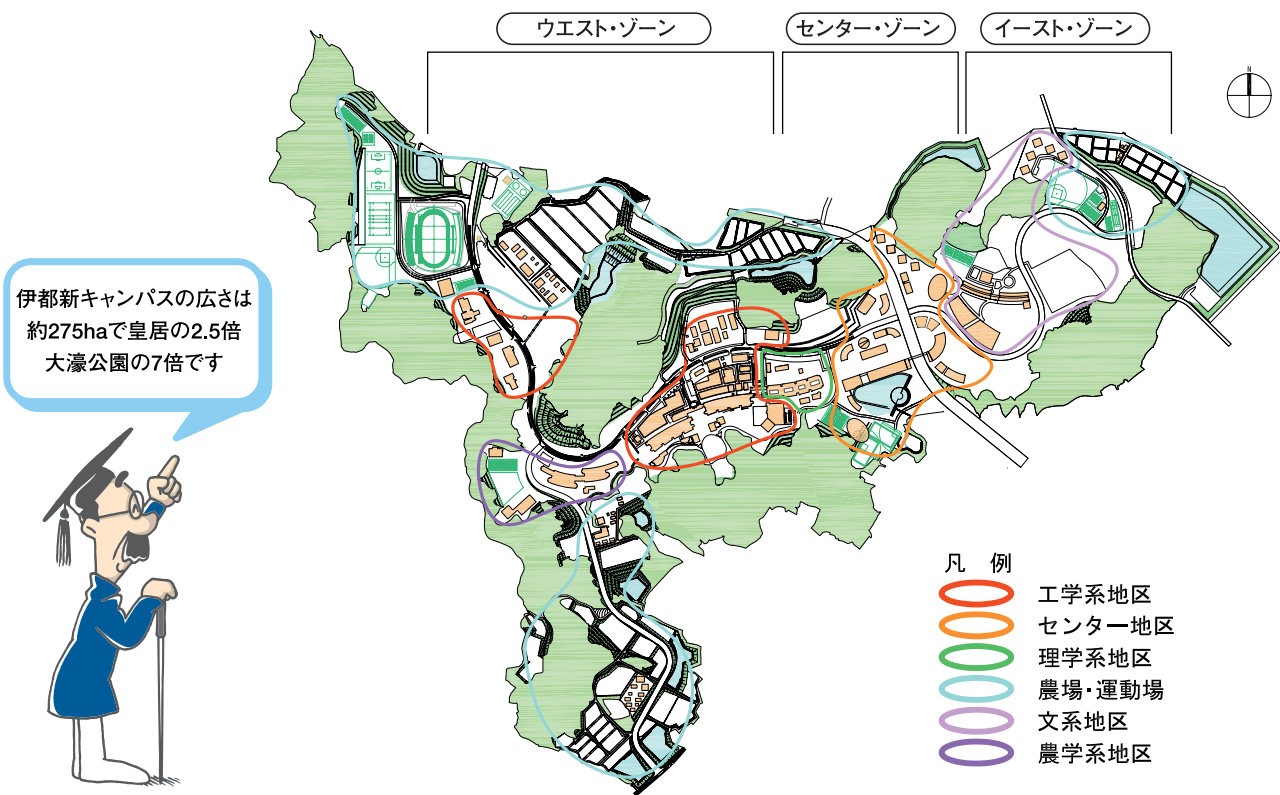 ウエスト・ゾーン
センター・ゾーン
イースト・ゾーン
N
伊都新キャンパスの広さは
約275haで皇居の2.5倍
大濠公園の7倍です
凡 例
工学系地区
センター地区
理学系地区
農場・運動場
文系地区
農学系地区